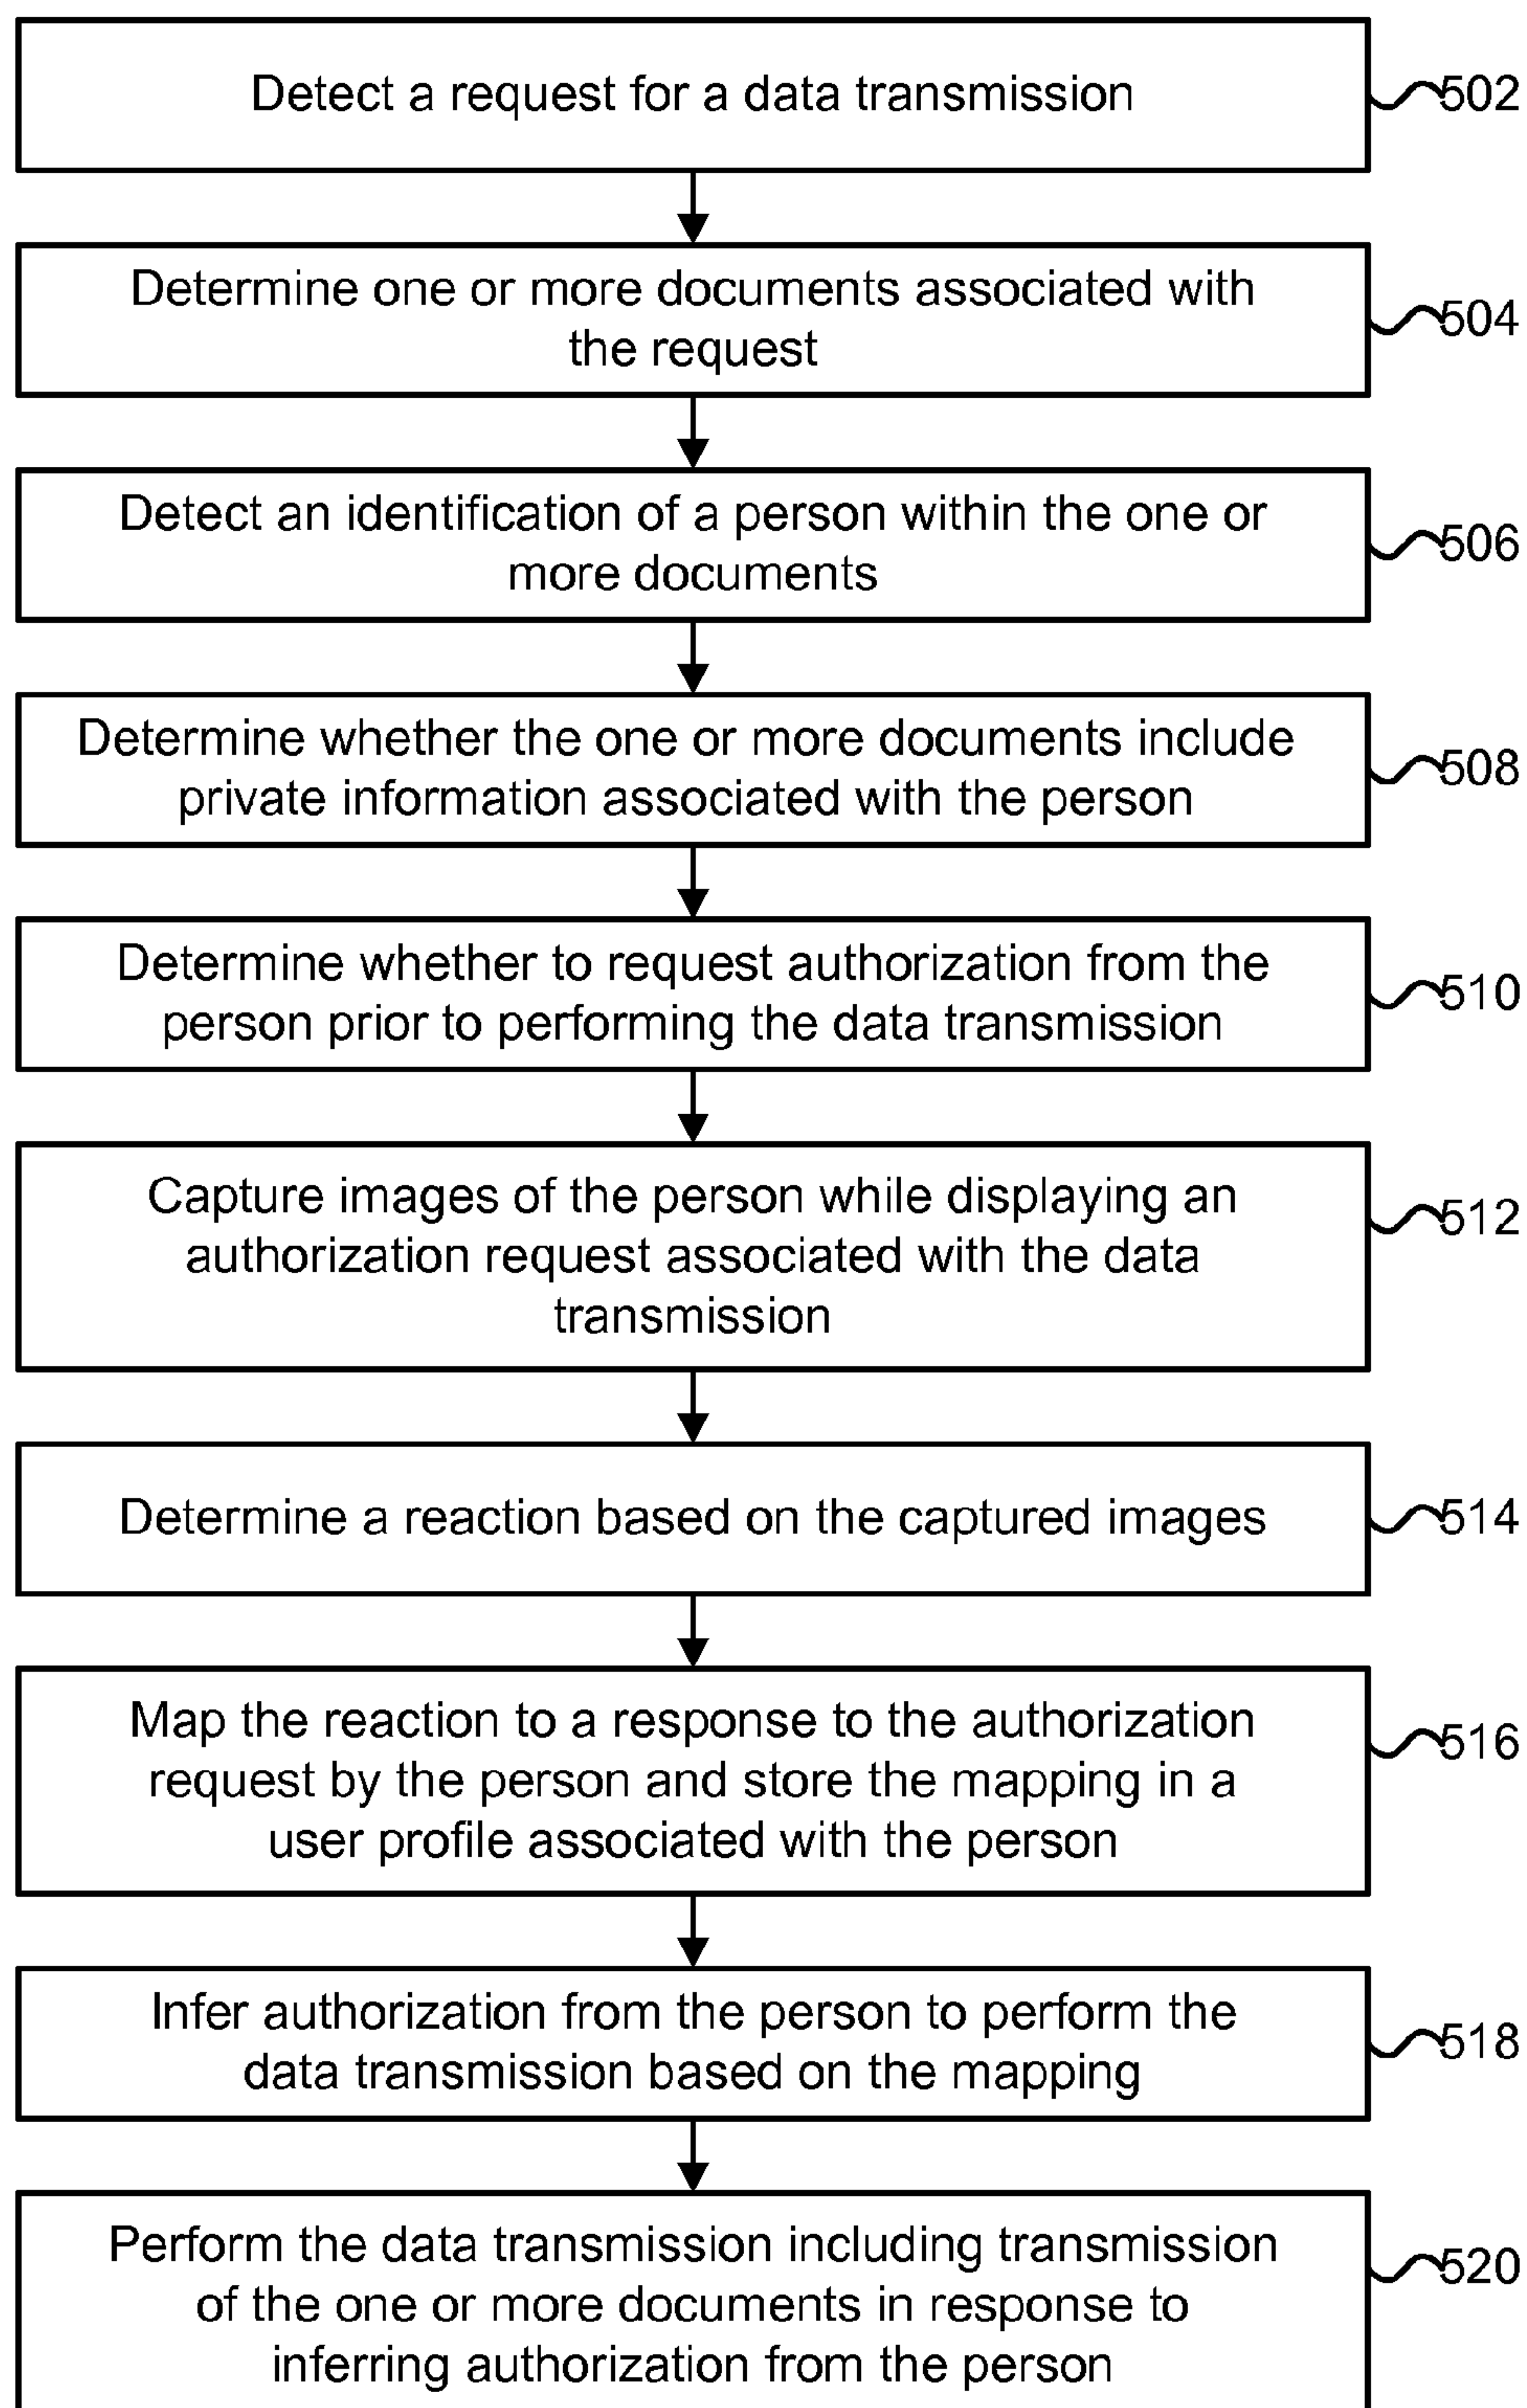 Detect a request for a data transmission
502
Determine one or more documents associated with
the request
504
Detect an identification of a person within the one or
more documents
506
Determine whether the one or more documents include
private information associated with the person
508
Determine whether to request authorization from the
person prior to performing the data transmission
510
Capture images of the person while displaying an
authorization request associated with the data
transmission
512
Determine a reaction based on the captured images
514
Map the reaction to a response to the authorization
request by the person and store the mapping in a
user profile associated with the person
516
Infer authorization from the person to perform the
data transmission based on the mapping
518
Perform the data transmission including transmission
of the one or more documents in response to
inferring authorization from the person
520